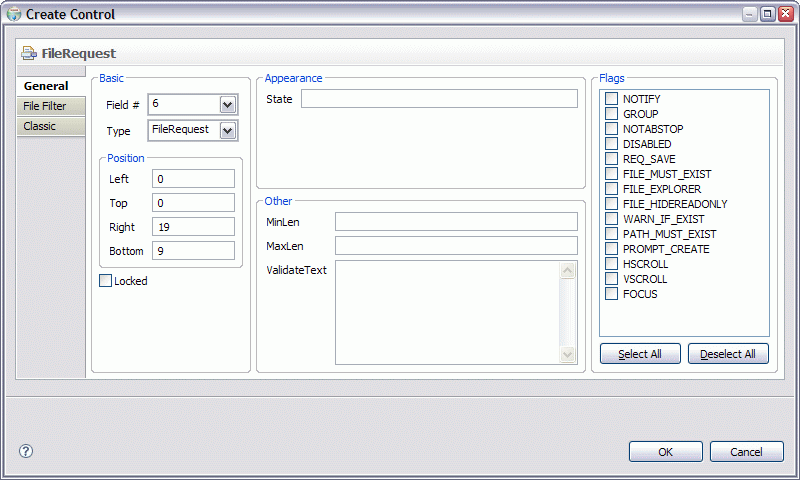 Create Control
FileRequest
General
File Filter
Classic
Basic
Field #
6
Type
FileRequest
Position
Left
0
Top
0
Right
19
Bottom
9
Locked
Appearance
State
Other
MinLen
MaxLen
ValidateText
Flags
NOTIFY
GROUP
NOTABSTOP
DISABLED
REQ_SAVE
FILE_MUST_EXIST
FILE_EXPLORER
FILE_HIDEREADONLY
WARN_IF_EXIST
PATH_MUST_EXIST
PROMPT_CREATE
HSCROLL
VSCROLL
FOCUS
Select All
Deselect All
?
OK
Cancel